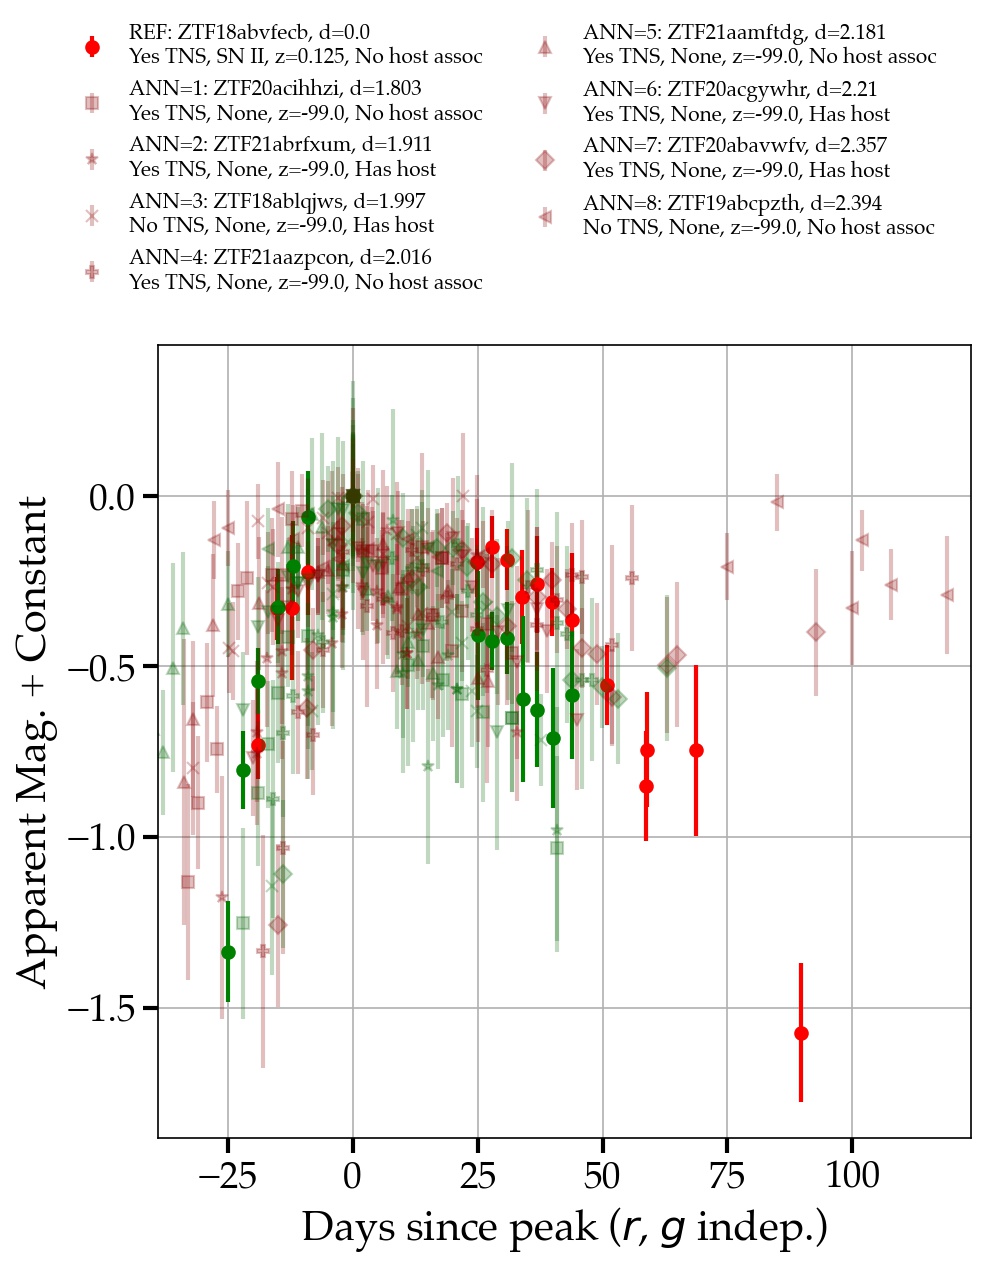 REF: ZTF18abvfecb, d=0.0
Yes TNS, SN II, z=0.125, No host assoc
ANN=1: ZTF20acihhzi, d=1.803
Yes TNS, None, z=-99.0, No host assoc
ANN=2: ZTF21abrfxum, d=1.911
Yes TNS, None, z=-99.0, Has host
ANN=3: ZTF18ablqjws, d=1.997
No TNS, None, z=-99.0, Has host
ANN=4: ZTF21aazpcon, d=2.016
Yes TNS, None, z=-99.0, No host assoc
ANN=5: ZTF21aamftdg, d=2.181
Yes TNS, None, z=-99.0, No host assoc
ANN=6: ZTF20acgywhr, d=2.21
Yes TNS, None, z=-99.0, Has host
ANN=7: ZTF20abavwfv, d=2.357
Yes TNS, None, z=-99.0, Has host
ANN=8: ZTF19abcpzth, d=2.394
No TNS, None, z=-99.0, No host assoc
Apparent Mag. + Constant
0.0
−0.5
−1.0
−1.5
−25 0 25 50 75 100
Days since peak (r, g indep.)